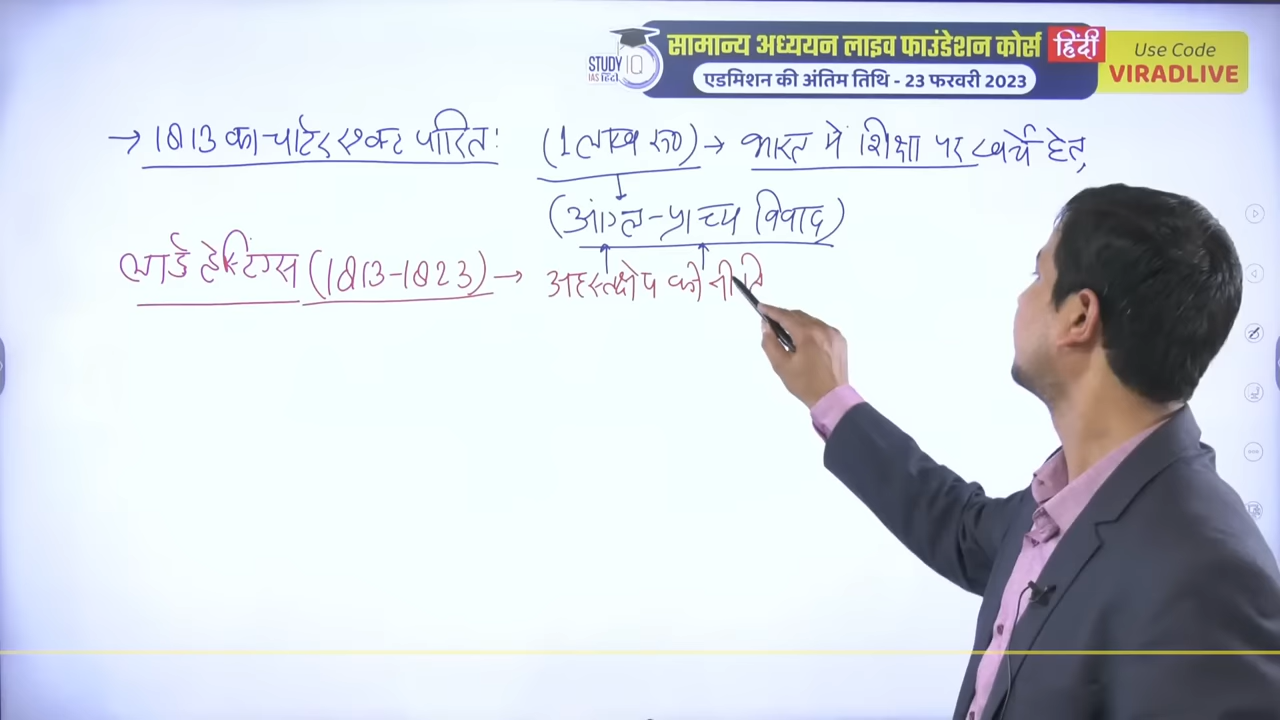 STUDY IQ
IAS हिंदी
सामान्य अध्ययन लाइव फाउंडेशन कोर्स हिंदी
एडमिशन की अंतिम तिथि - 23 फरवरी 2023
Use Code
VIRADLIVE
→ 1813 का चार्टर एक्ट पारित: (1 लाख रु०) → भारत में शिक्षा पर खर्च हेतु,
(आंग्ल-प्राच्य विवाद)
लार्ड हेस्टिंग्स (1813-1823) → अहस्तक्षेप की नीति